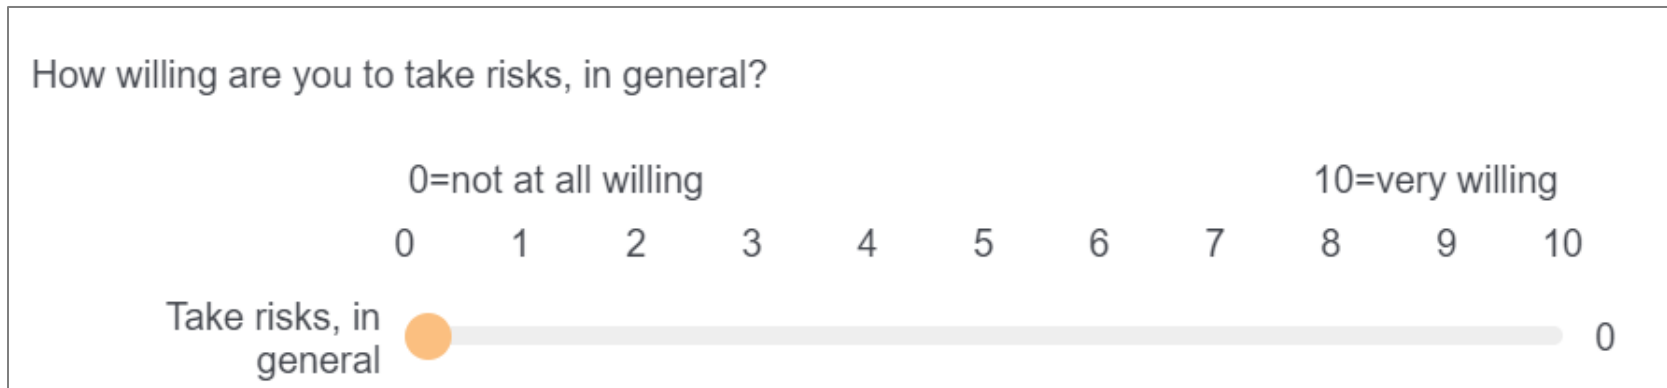 How willing are you to take risks, in general?
0=not at all willing 10=very willing
0 1 2 3 4 5 6 7 8 9 10
Take risks, in
general
0